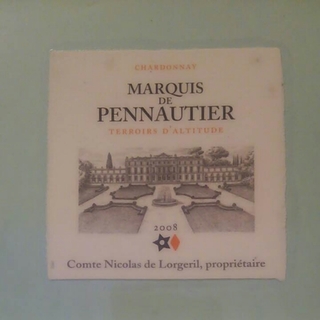 CHARDONNAY
MARQUIS
DE
PENNAUTIER
TERROIRS D'ALTITUDE
2008
Comte Nicolas de Lorgeril, propriétaire